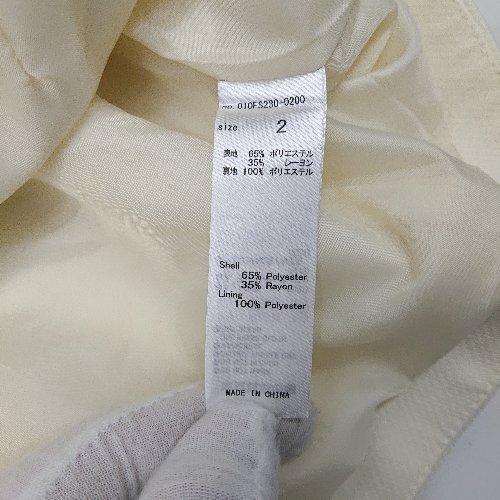 No. 010FS230-0200
size 2
表地 65% ポリエステル
35% レーヨン
裏地 100% ポリエステル
Shell
65% Polyester
35% Rayon
Lining
100% Polyester
MADE IN CHINA